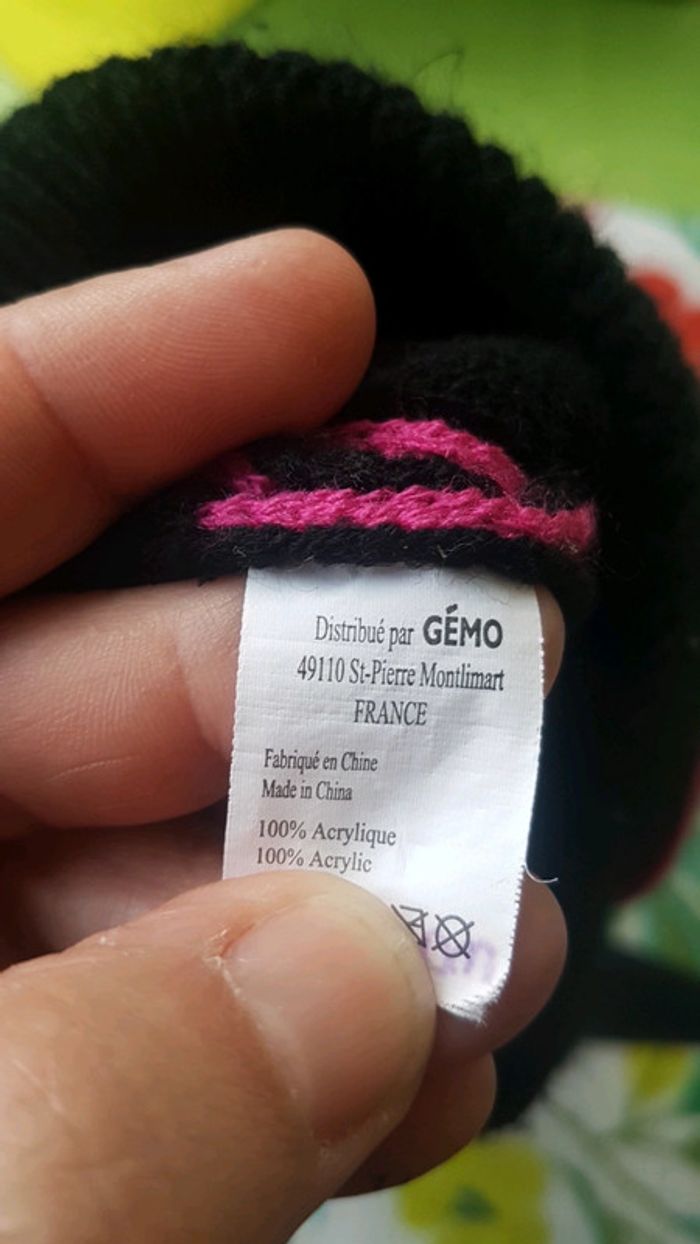 Distribué par GÉMO
49110 St-Pierre Montlimart
FRANCE
Fabriqué en Chine
Made in China
100% Acrylique
100% Acrylic